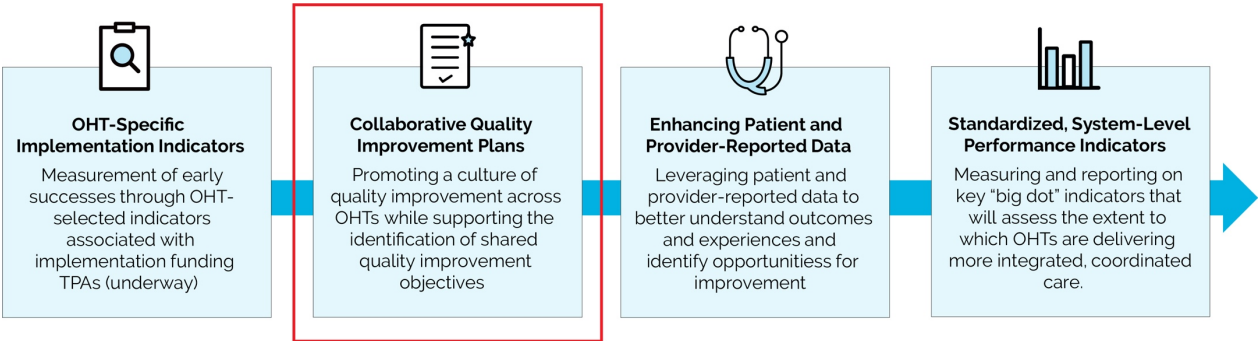 OHT-Specific
Implementation Indicators
Measurement of early
successes through OHT-
selected indicators
associated with
implementation funding
TPAs (underway)
Collaborative Quality
Improvement Plans
Promoting a culture of
quality improvement across
OHTs while supporting the
identification of shared
quality improvement
objectives
Enhancing Patient and
Provider-Reported Data
Leveraging patient and
provider-reported data to
better understand outcomes
and experiences and
identify opportunitiess for
improvement
Standardized, System-Level
Performance Indicators
Measuring and reporting on
key “big dot” indicators that
will assess the extent to
which OHTs are delivering
more integrated, coordinated
care.